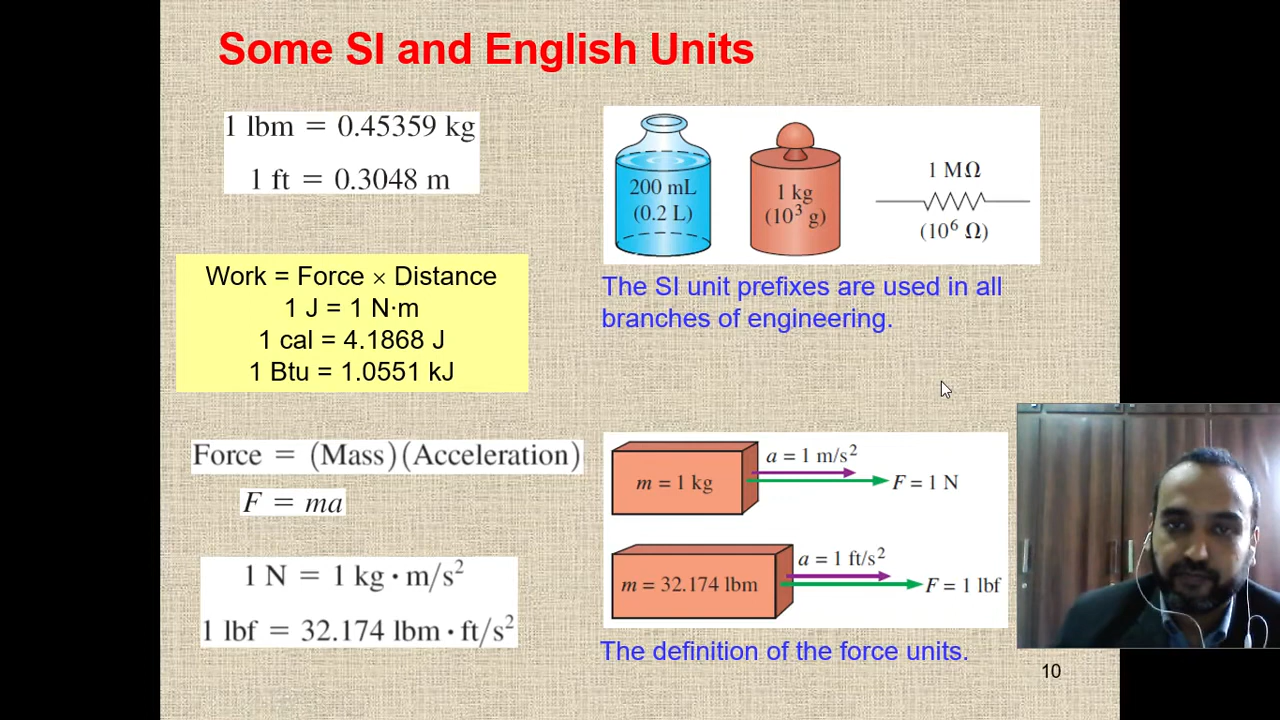 Some SI and English Units
1 lbm = 0.45359 kg
1 ft = 0.3048 m
Work = Force × Distance
1 J = 1 N∙m
1 cal = 4.1868 J
1 Btu = 1.0551 kJ
Force = (Mass)(Acceleration)
F = ma
1 N = 1 kg · m/s²
1 lbf = 32.174 lbm · ft/s²
200 mL
(0.2 L)
1 kg
(10³ g)
1 MΩ
(10⁶ Ω)
The SI unit prefixes are used in all
branches of engineering.
m = 1 kg
a = 1 m/s²
F = 1 N
m = 32.174 lbm
a = 1 ft/s²
F = 1 lbf
The definition of the force units.
10